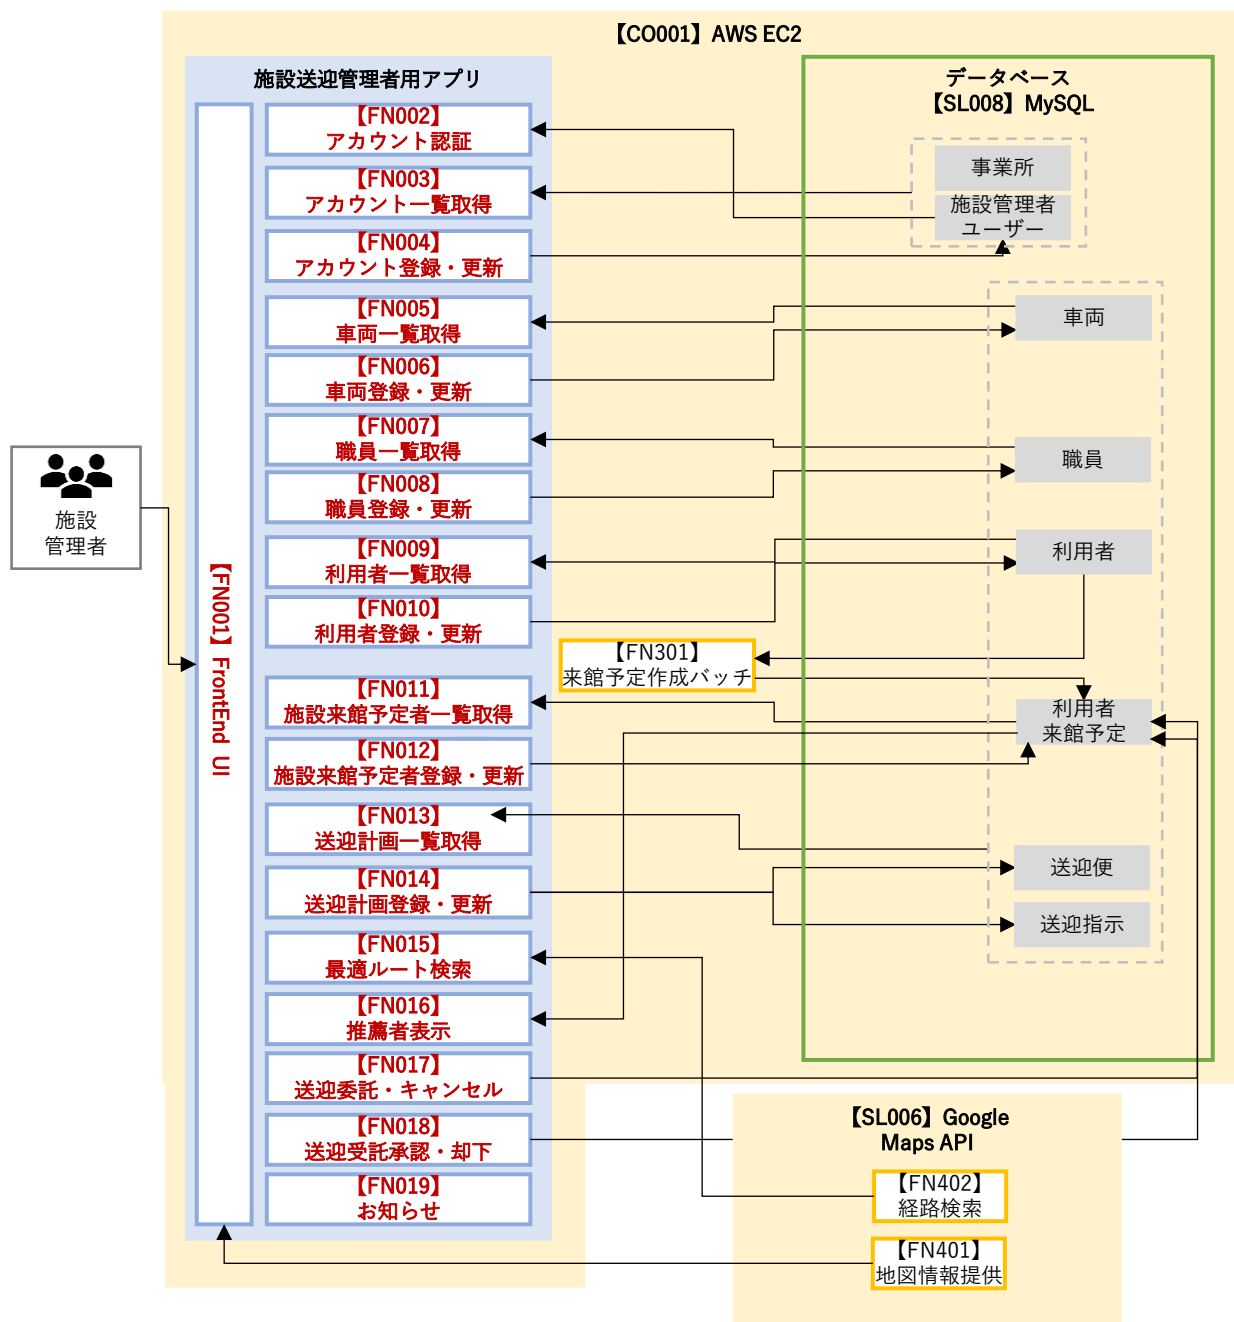 【CO001】AWS EC2
施設送迎管理者用アプリ
【FN001】FrontEnd UI
【FN002】
アカウント認証
【FN003】
アカウント一覧取得
【FN004】
アカウント登録・更新
【FN005】
車両一覧取得
【FN006】
車両登録・更新
【FN007】
職員一覧取得
【FN008】
職員登録・更新
【FN009】
利用者一覧取得
【FN010】
利用者登録・更新
【FN011】
施設来館予定者一覧取得
【FN012】
施設来館予定者登録・更新
【FN013】
送迎計画一覧取得
【FN014】
送迎計画登録・更新
【FN015】
最適ルート検索
【FN016】
推薦者表示
【FN017】
送迎委託・キャンセル
【FN018】
送迎受託承認・却下
【FN019】
お知らせ
施設
管理者
【FN301】
来館予定作成バッチ
データベース
【SL008】MySQL
事業所
施設管理者
ユーザー
車両
職員
利用者
利用者
来館予定
送迎便
送迎指示
【SL006】Google
Maps API
【FN402】
経路検索
【FN401】
地図情報提供